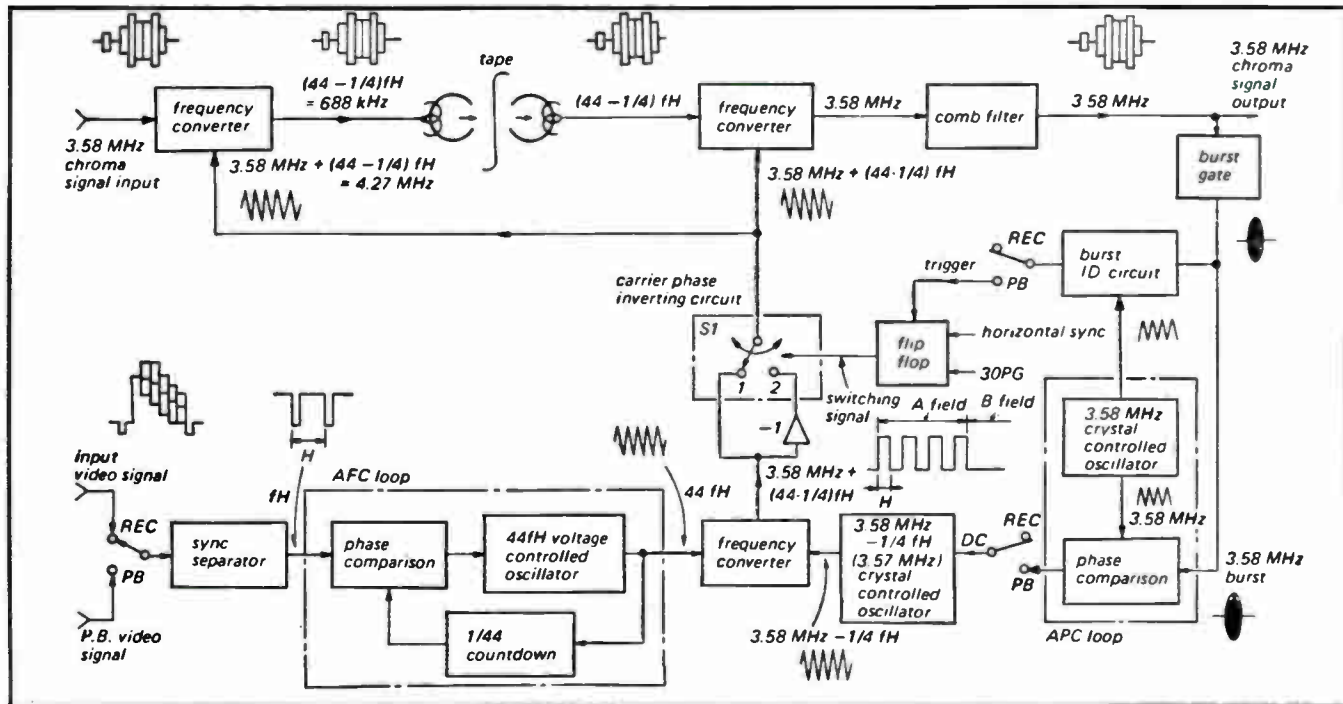 tape
(44 - 1/4)fH
= 688 kHz
(44 - 1/4) fH
frequency
converter
3.58 MHz
chroma
signal input
3.58 MHz + (44 - 1/4) fH
= 4.27 MHz
frequency
converter
3.58 MHz
comb filter
3.58 MHz
3.58 MHz
chroma
signal
output
burst
gate
3.58 MHz + (44-1/4) fH
REC
trigger
PB
burst
ID circuit
carrier phase
inverting circuit
S1
1
2
-1
flip
flop
horizontal sync
30PG
switching
signal
A field
B field
H
3.58 MHz
crystal
controlled
oscillator
3.58 MHz
input
video signal
REC
PB
P.B. video
signal
sync
separator
H
fH
AFC loop
phase
comparison
44fH voltage
controlled
oscillator
1/44
countdown
44 fH
3.58 MHz +
(44-1/4)fH
frequency
converter
3.58 MHz - 1/4 fH
3.58 MHz
-1/4 fH
(3.57 MHz)
crystal
controlled
oscillator
DC
REC
PB
phase
comparison
3.58 MHz
burst
APC loop